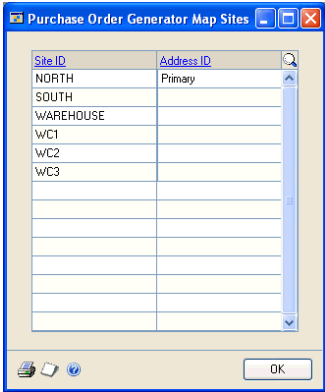 Purchase Order Generator Map Sites
Site ID Address ID
NORTH Primary
SOUTH
WAREHOUSE
WC1
WC2
WC3
OK